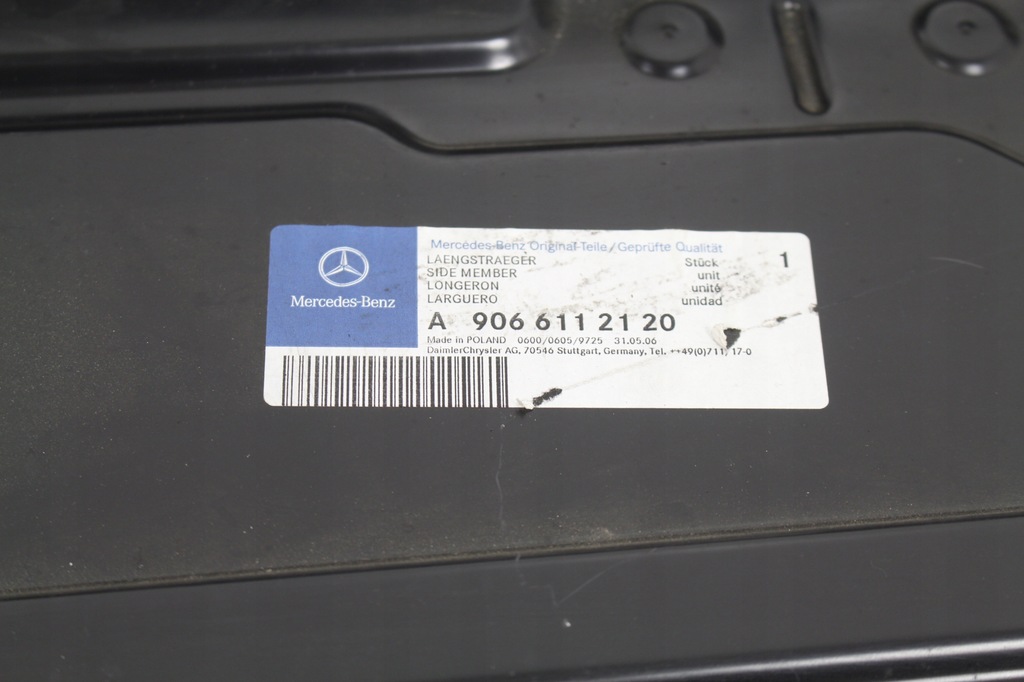 Mercedes-Benz
Mercedes-Benz Original-Teile/Geprüfte Qualität
LAENGSTRAEGER Stück 1
SIDE MEMBER unit
LONGERON unité
LARGUERO unidad
A 906 611 21 20
Made in POLAND 0600/0605/9725 31.05.06
DaimlerChrysler AG, 70546 Stuttgart, Germany, Tel. ++49(0)711/ 17-0